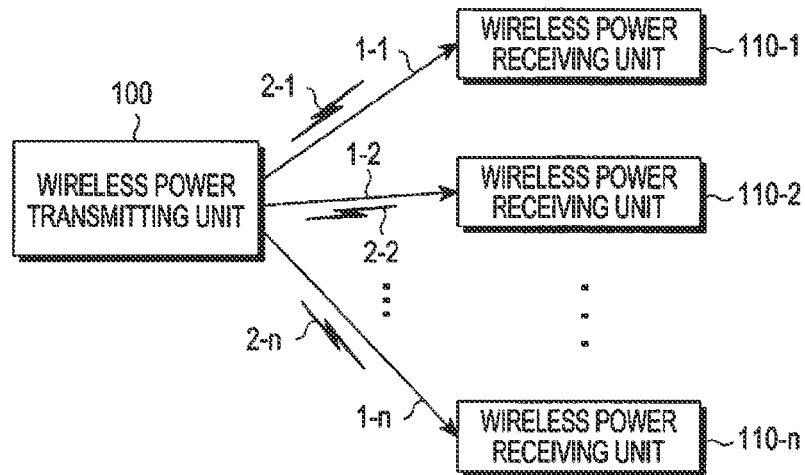 100
WIRELESS POWER
TRANSMITTING UNIT
2-1
1-1
WIRELESS POWER
RECEIVING UNIT
110-1
1-2
2-2
WIRELESS POWER
RECEIVING UNIT
110-2
2-n
1-n
WIRELESS POWER
RECEIVING UNIT
110-n